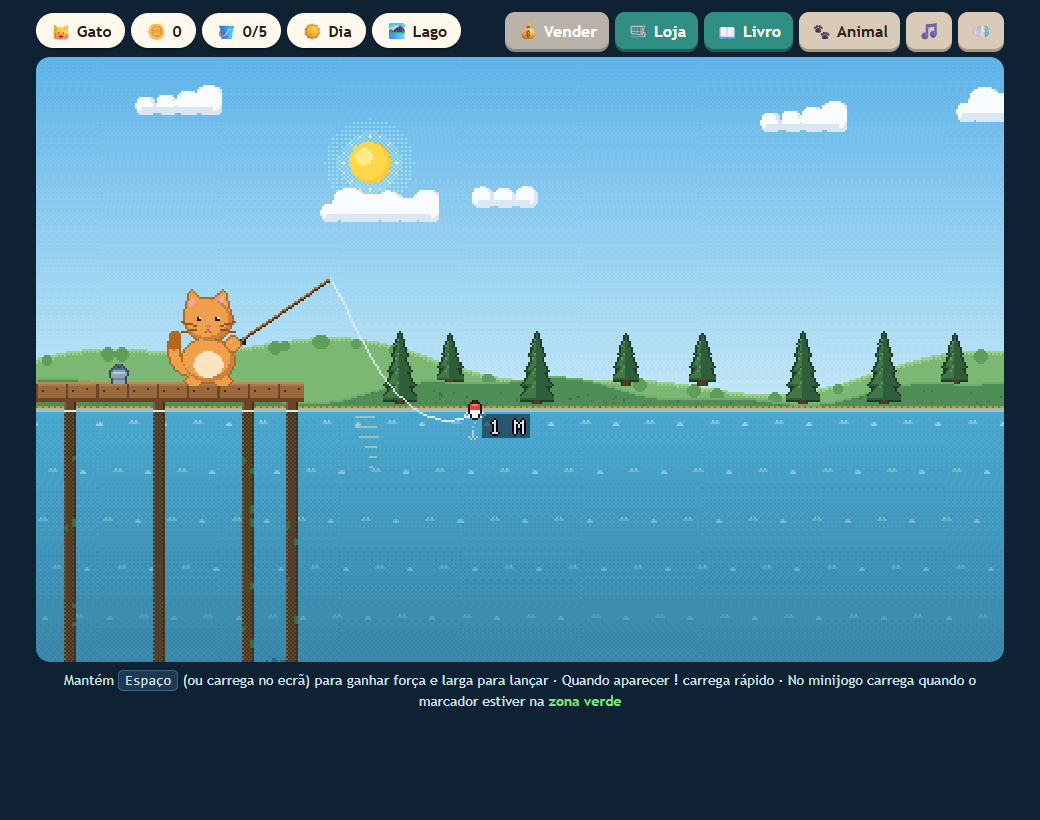 Gato 0 0/5 Dia Lago Vender Loja Livro Animal
1 M
Mantém Espaço (ou carrega no ecrã) para ganhar força e larga para lançar · Quando aparecer ! carrega rápido · No minijogo carrega quando o
marcador estiver na zona verde